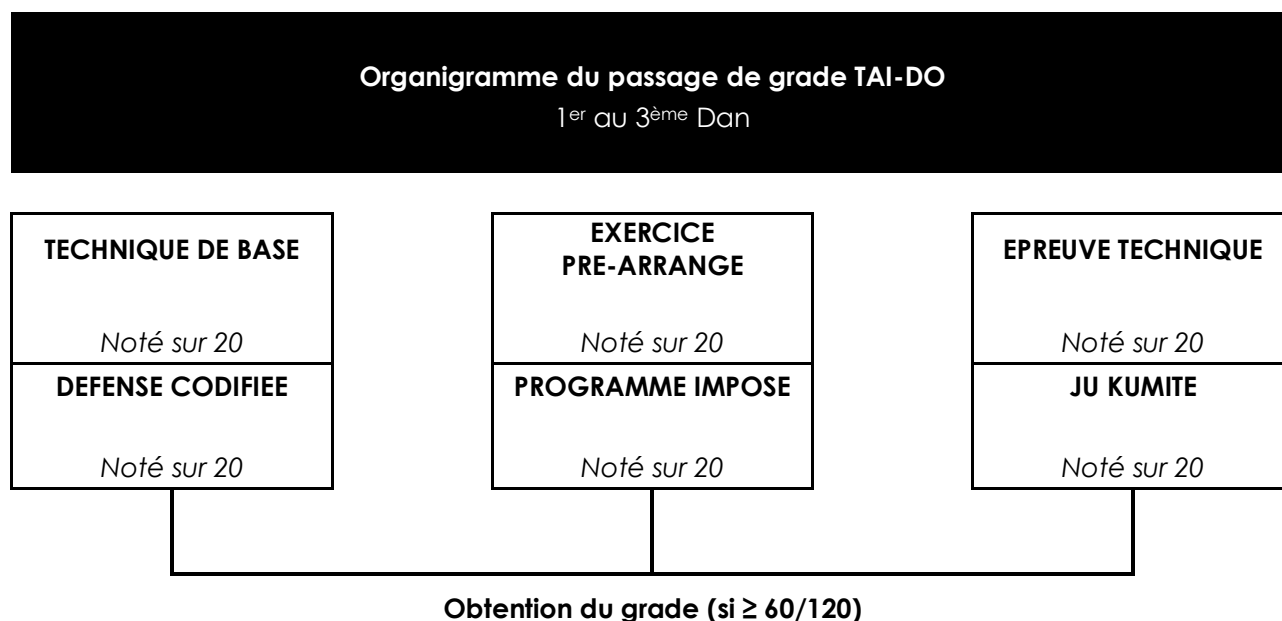 Organigramme du passage de grade TAI-DO
1er au 3ème Dan
TECHNIQUE DE BASE
Noté sur 20
DEFENSE CODIFIEE
Noté sur 20
EXERCICE
PRE-ARRANGE
Noté sur 20
PROGRAMME IMPOSE
Noté sur 20
EPREUVE TECHNIQUE
Noté sur 20
JU KUMITE
Noté sur 20
Obtention du grade (si ≥ 60/120)